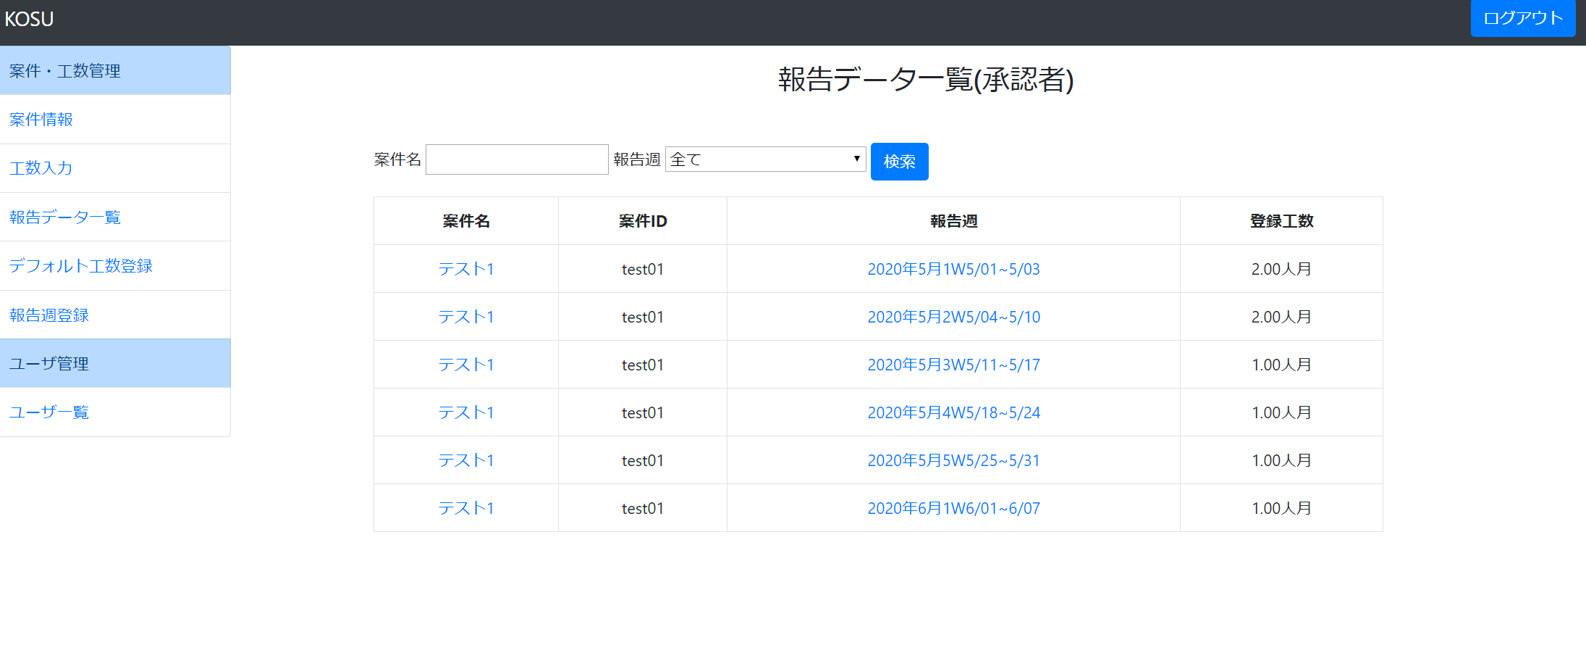 KOSU
ログアウト
案件・工数管理
案件情報
工数入力
報告データ一覧
デフォルト工数登録
報告週登録
ユーザ管理
ユーザ一覧
報告データ一覧(承認者)
案件名 報告週 全て 検索
案件名 案件ID 報告週 登録工数
テスト1 test01 2020年5月1W5/01~5/03 2.00人月
テスト1 test01 2020年5月2W5/04~5/10 2.00人月
テスト1 test01 2020年5月3W5/11~5/17 1.00人月
テスト1 test01 2020年5月4W5/18~5/24 1.00人月
テスト1 test01 2020年5月5W5/25~5/31 1.00人月
テスト1 test01 2020年6月1W6/01~6/07 1.00人月